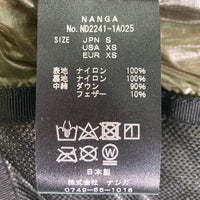 NANGA
No. ND2241-1A025
SIZE JPN S
USA XS
EUR XS
表地 ナイロン 100%
裏地 ナイロン 100%
中綿 ダウン 90%
フェザー 10%
日本製
株式会社 ナンガ
0749-55-1016